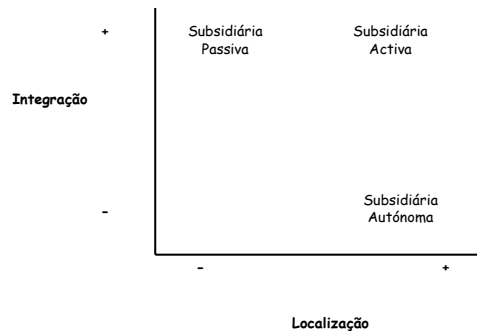 + Subsidiária Subsidiária
Passiva Activa
Integração
Subsidiária
- Autónoma
- +
Localização